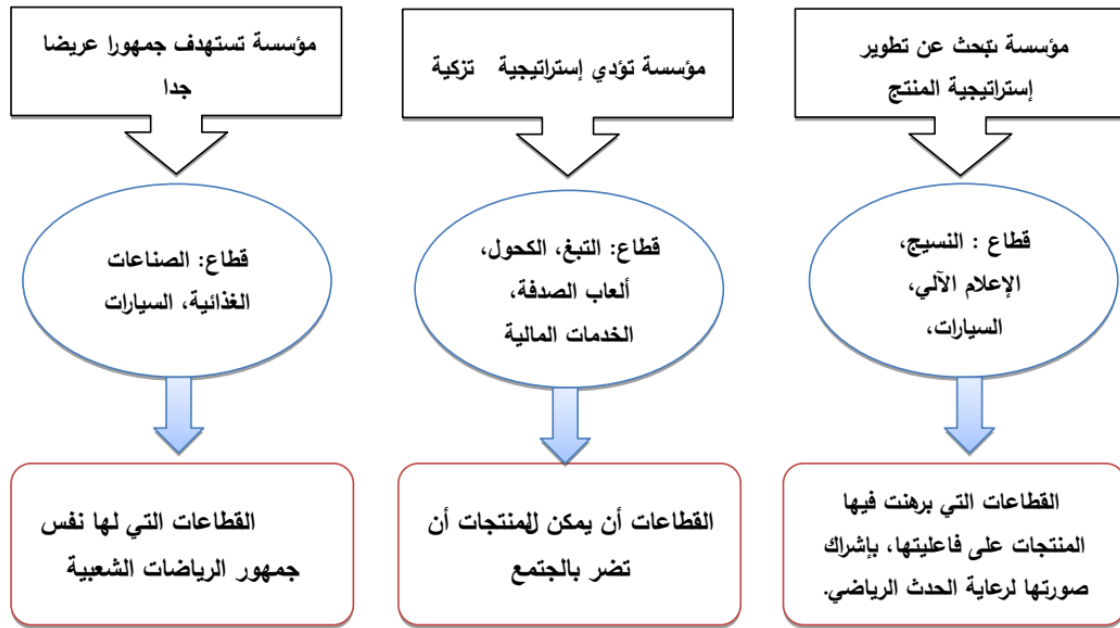 مؤسسة تبحث عن تطوير
إستراتيجية المنتج
قطاع : النسيج،
الإعلام الآلي،
السيارات،
القطاعات التي برهنت فيها
المنتجات على فاعليتها، بإشراك
صورتها لرعاية الحدث الرياضي.
مؤسسة تؤدي إستراتيجية تزكية
قطاع: التبغ، الكحول،
ألعاب الصدفة،
الخدمات المالية
القطاعات أن يمكن للمنتجات أن
تضر بالجتمع
مؤسسة تستهدف جمهورا عريضا
جدا
قطاع: الصناعات
الغذائية، السيارات
القطاعات التي لها نفس
جمهور الرياضات الشعبية